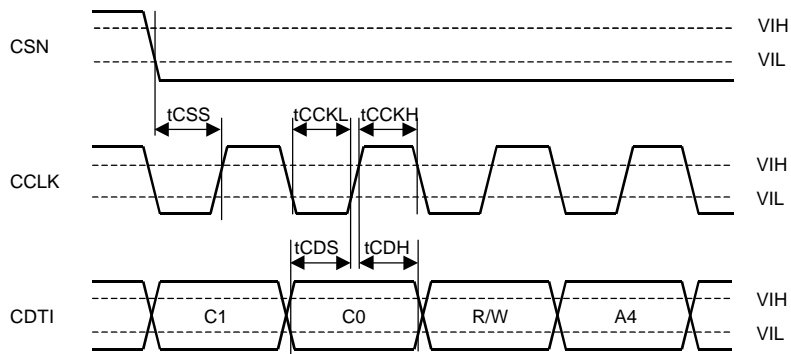 CSN
VIH
VIL
tCSS
tCCKL
tCCKH
CCLK
VIH
VIL
tCDS
tCDH
CDTI
C1
C0
R/W
A4
VIH
VIL